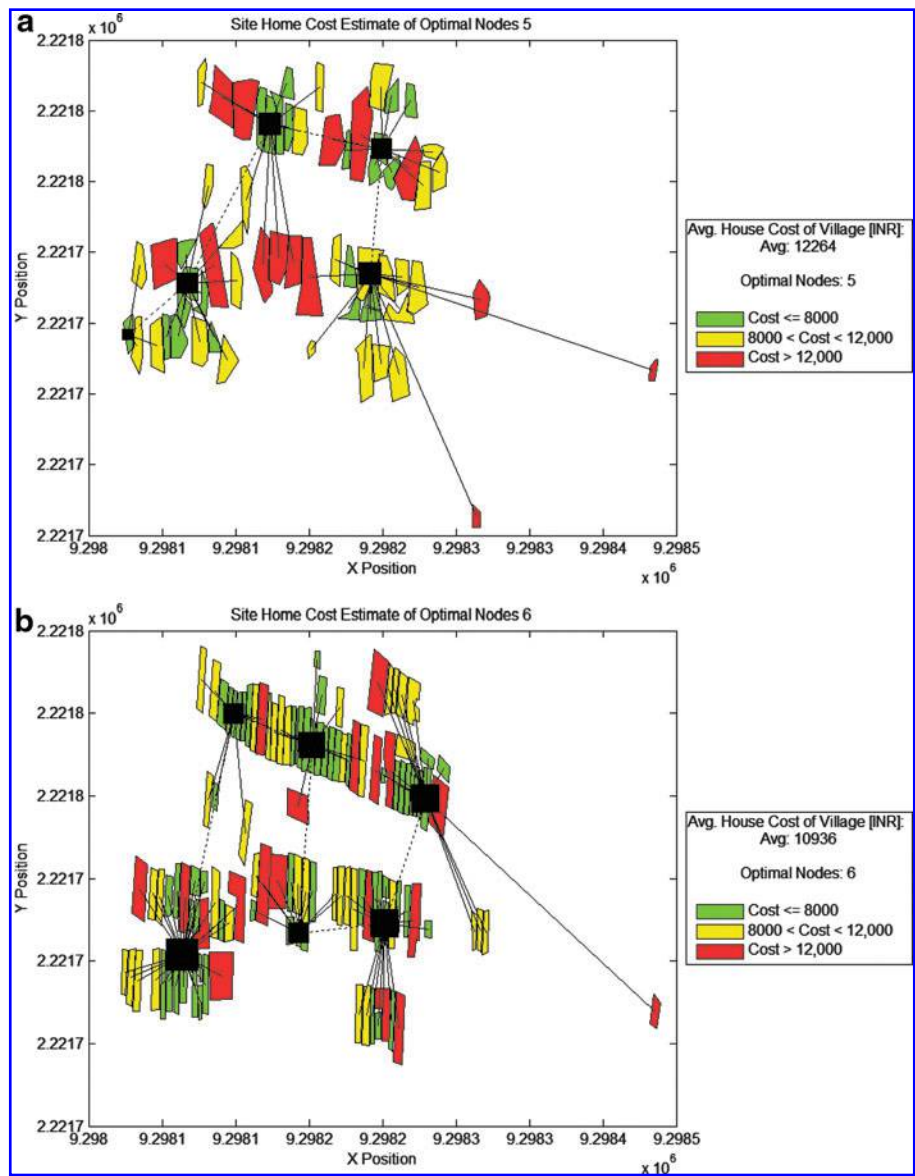 a
Site Home Cost Estimate of Optimal Nodes 5
x 10^6
2.2218
2.2218
2.2217
2.2217
2.2217
2.2217
2.2217
Y Position
9.298 9.2981 9.2981 9.2982 9.2982 9.2983 9.2983 9.2984 9.2985
X Position
x 10^6
Avg. House Cost of Village [INR]:
Avg: 12264
Optimal Nodes: 5
Cost <= 8000
8000 < Cost < 12,000
Cost > 12,000
b
Site Home Cost Estimate of Optimal Nodes 6
x 10^6
2.2218
2.2218
2.2218
2.2217
2.2217
2.2217
2.2217
Y Position
9.298 9.2981 9.2981 9.2982 9.2982 9.2983 9.2983 9.2984 9.2985
X Position
x 10^6
Avg. House Cost of Village [INR]:
Avg: 10936
Optimal Nodes: 6
Cost <= 8000
8000 < Cost < 12,000
Cost > 12,000